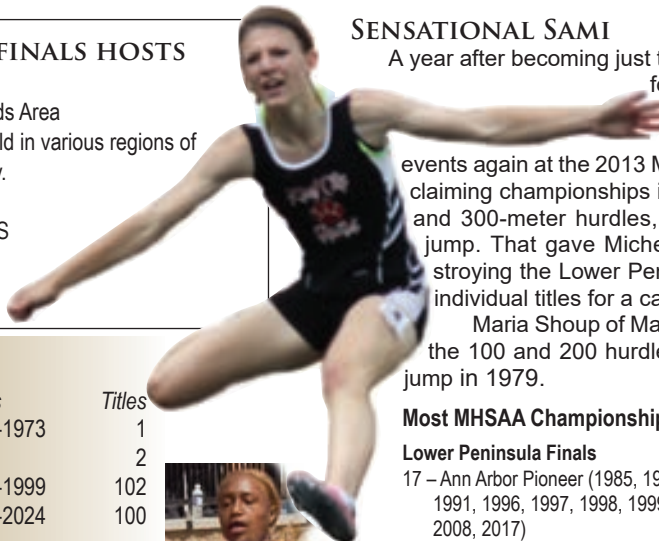 FINALS HOSTS
ds Area
ld in various regions of
S
s Titles
-1973 1
2
-1999 102
-2024 100
SENSATIONAL SAMI
A year after becoming just t
fo
events again at the 2013 M
claiming championships i
and 300-meter hurdles,
jump. That gave Miche
stroying the Lower Per
individual titles for a ca
Maria Shoup of Ma
the 100 and 200 hurdle
jump in 1979.
Most MHSAA Championship
Lower Peninsula Finals
17 – Ann Arbor Pioneer (1985, 19
1991, 1996, 1997, 1998, 1999
2008, 2017)